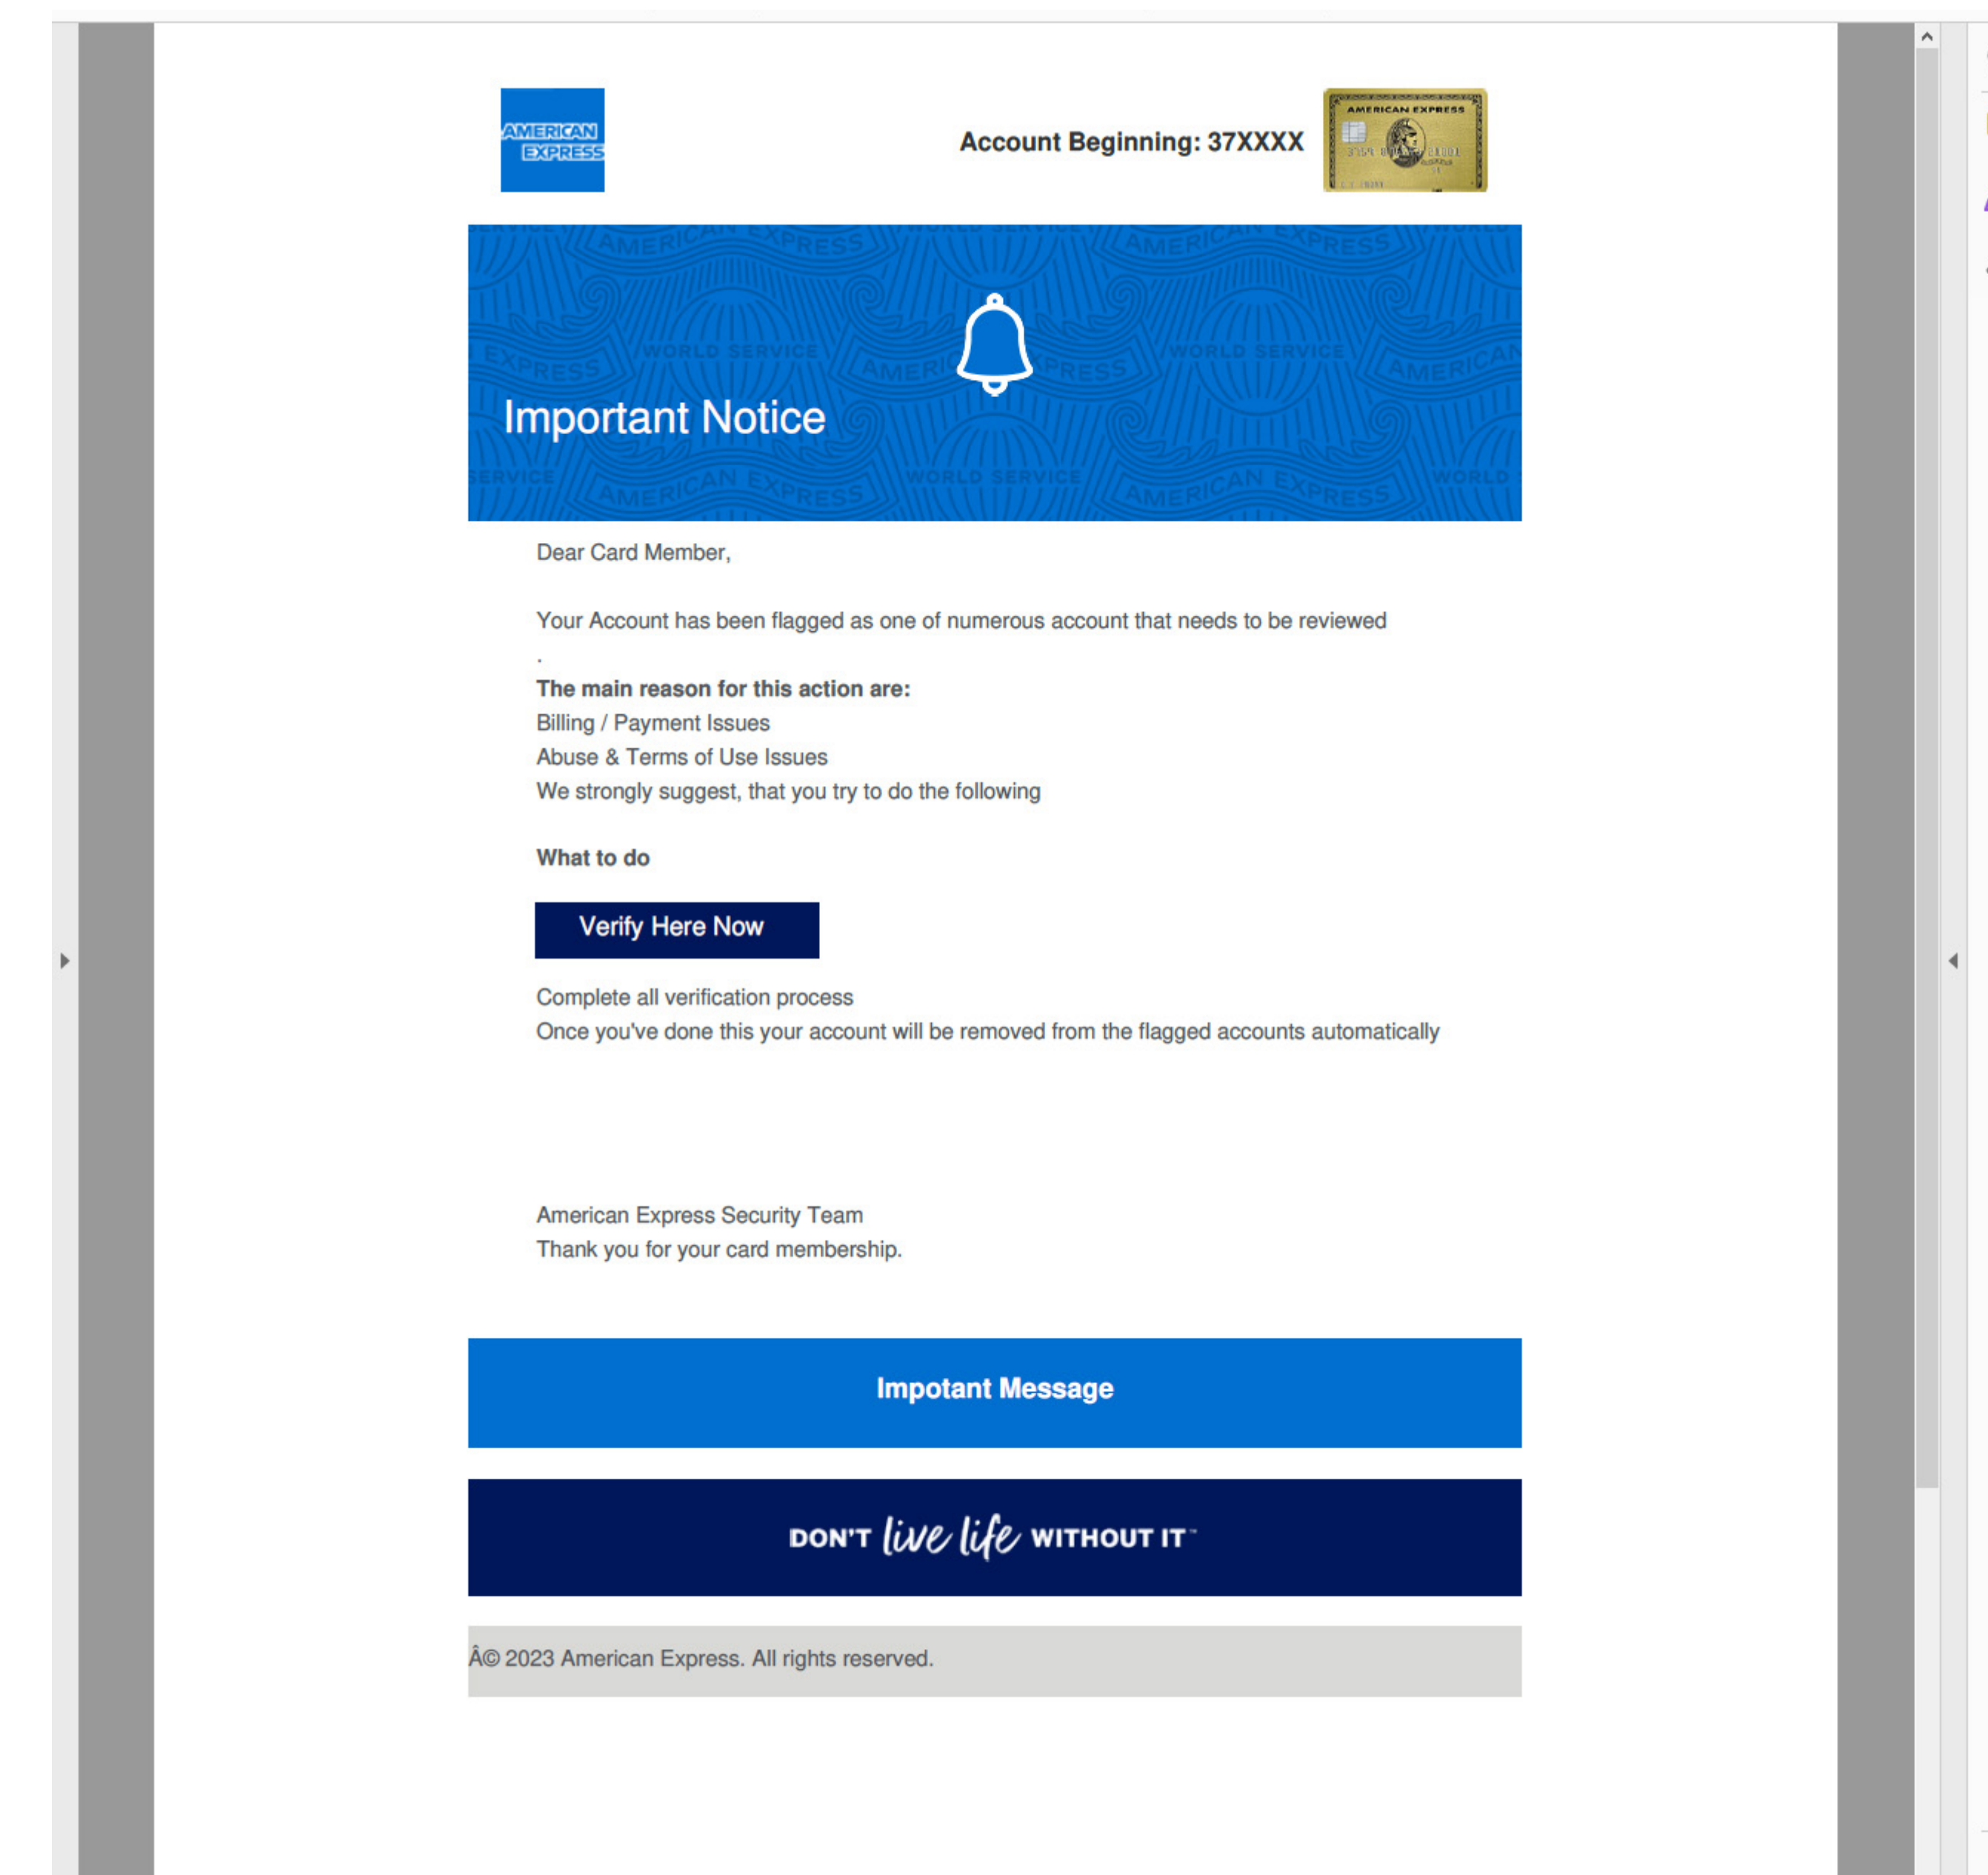 AMERICAN
EXPRESS
Account Beginning: 37XXXX
AMERICAN EXPRESS
Important Notice
Dear Card Member,
Your Account has been flagged as one of numerous account that needs to be reviewed
.
The main reason for this action are:
Billing / Payment Issues
Abuse & Terms of Use Issues
We strongly suggest, that you try to do the following
What to do
Verify Here Now
Complete all verification process
Once you've done this your account will be removed from the flagged accounts automatically
American Express Security Team
Thank you for your card membership.
Impotant Message
DON'T live life WITHOUT IT™
Â© 2023 American Express. All rights reserved.